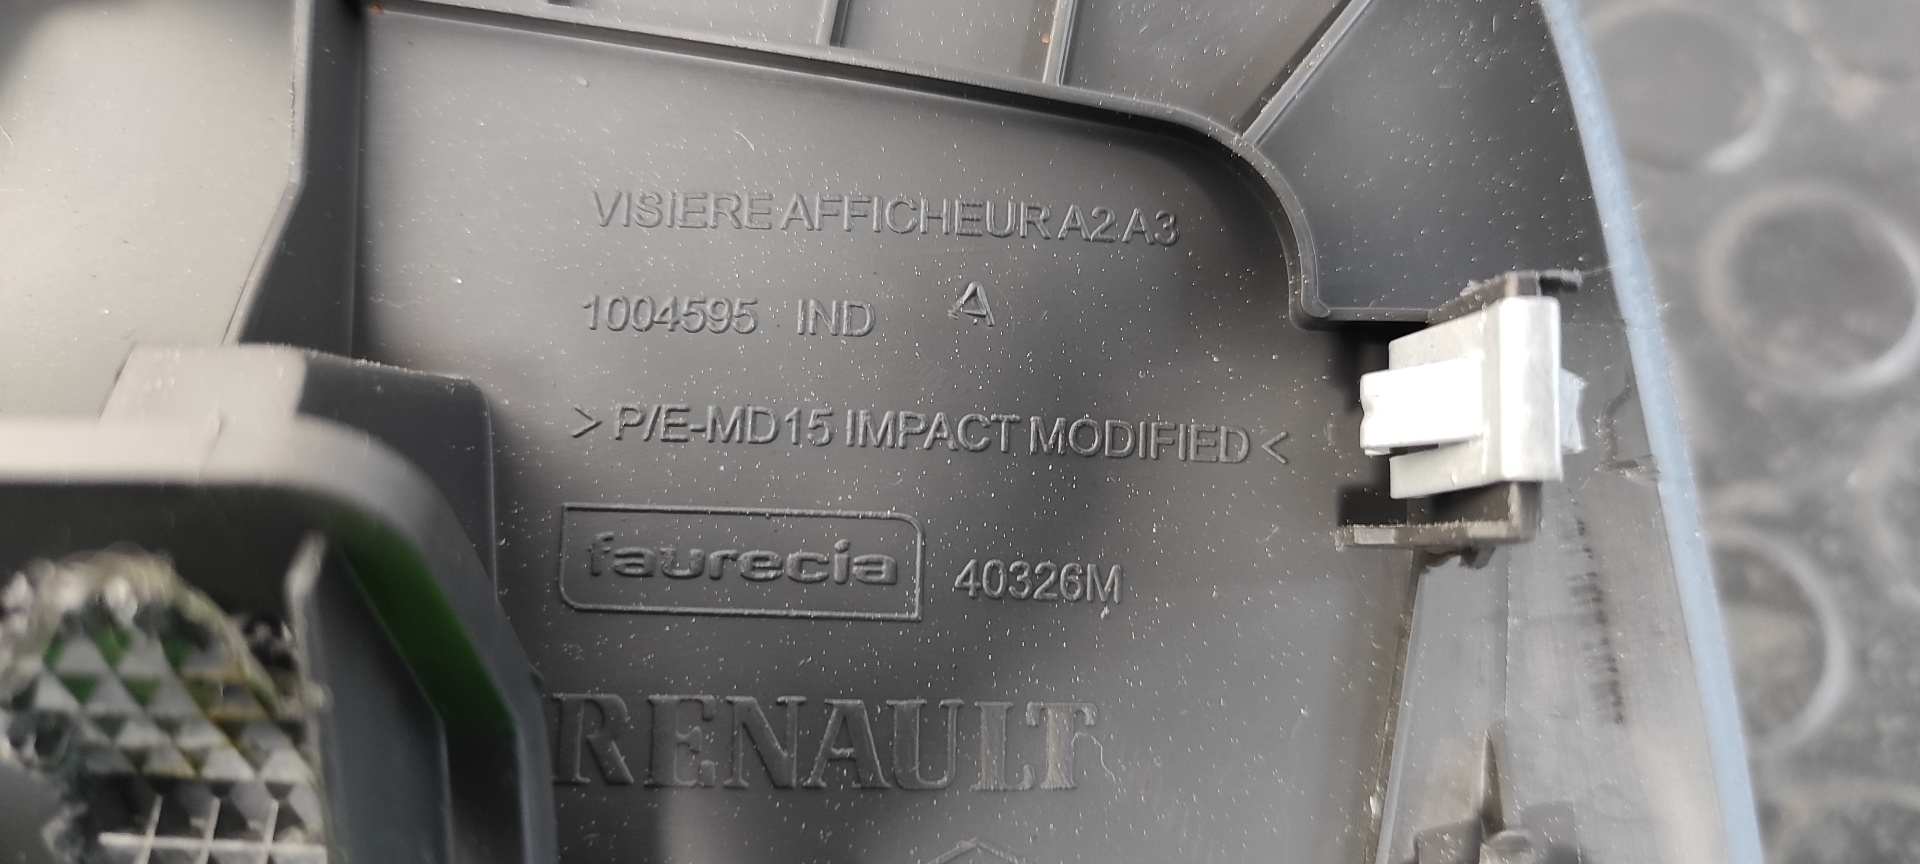 VISIERE AFFICHEUR A2 A3
1004595 IND A
> P/E-MD15 IMPACT MODIFIED <
faurecia 40326M
RENAULT